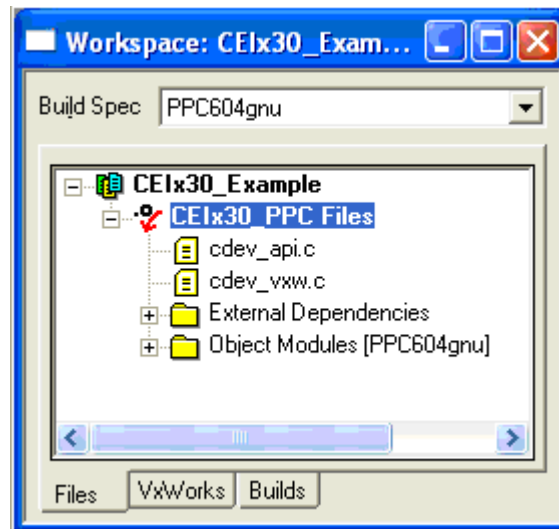 Workspace: CEIx30_Exam...
Build Spec PPC604gnu
CEIx30_Example
CEIx30_PPC Files
cdev_api.c
cdev_vxw.c
External Dependencies
Object Modules [PPC604gnu]
Files VxWorks Builds